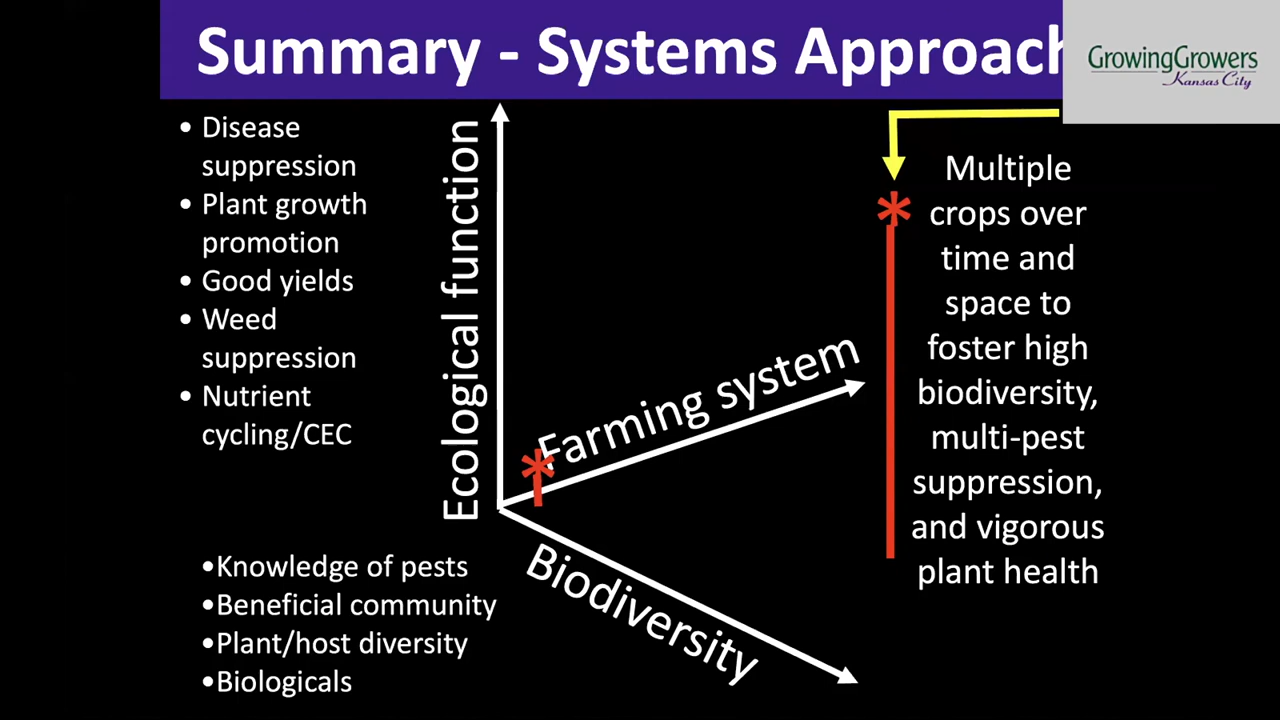 Summary - Systems Approach
GrowingGrowers
Kansas City
• Disease
suppression
• Plant growth
promotion
• Good yields
• Weed
suppression
• Nutrient
cycling/CEC
Ecological function
Farming system
Biodiversity
Multiple
crops over
time and
space to
foster high
biodiversity,
multi-pest
suppression,
and vigorous
plant health
•Knowledge of pests
•Beneficial community
•Plant/host diversity
•Biologicals